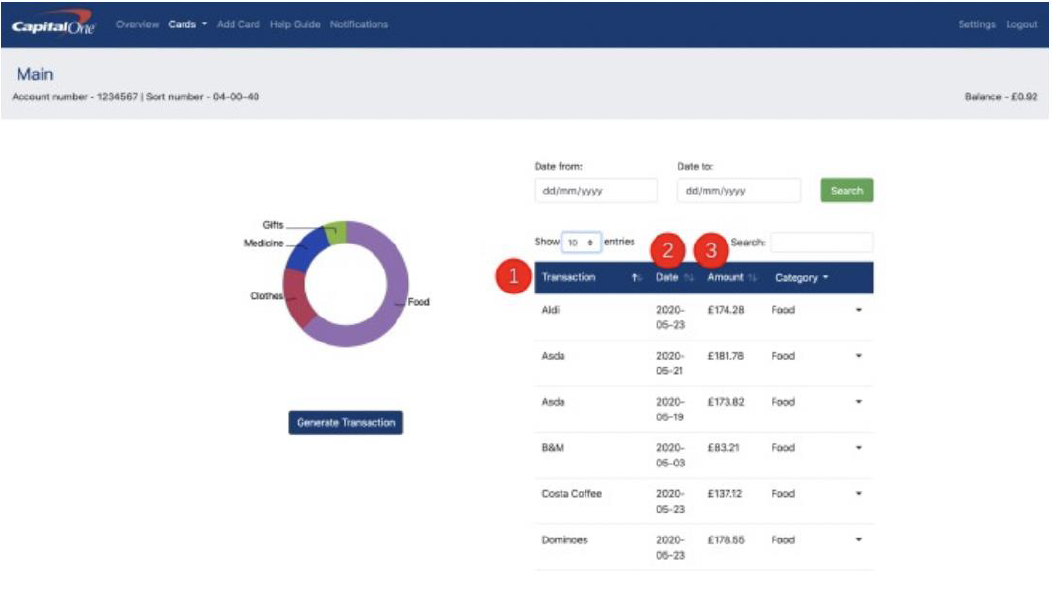 CapitalOne Overview Cards Add Card Help Guide Notifications Settings Logout
Main
Account number - 1234567 | Sort number - 04-00-40 Balance - £0.92
Date from: Date to:
dd/mm/yyyy dd/mm/yyyy Search
Gifts
Medicine
Clothes
Food
Generate Transaction
Show 10 entries Search:
2 3
1 Transaction Date Amount Category
Aldi 2020-05-23 £174.28 Food
Asda 2020-05-21 £181.78 Food
Asda 2020-05-19 £173.82 Food
B&M 2020-05-03 £83.21 Food
Costa Coffee 2020-05-23 £137.12 Food
Dominoes 2020-05-23 £178.55 Food